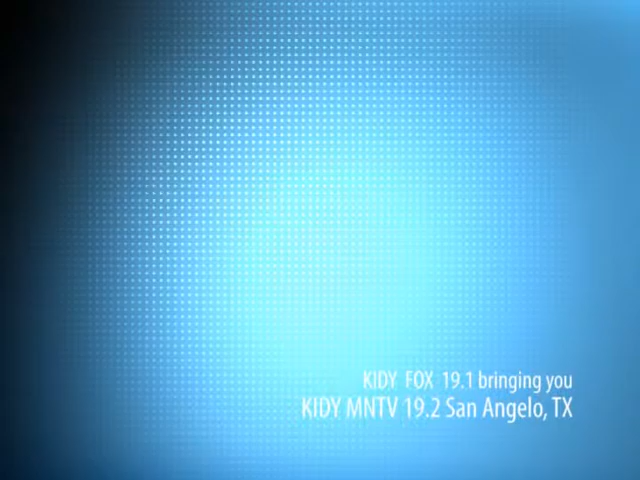 KIDY FOX 19.1 bringing you
KIDY MNTV 19.2 San Angelo, TX